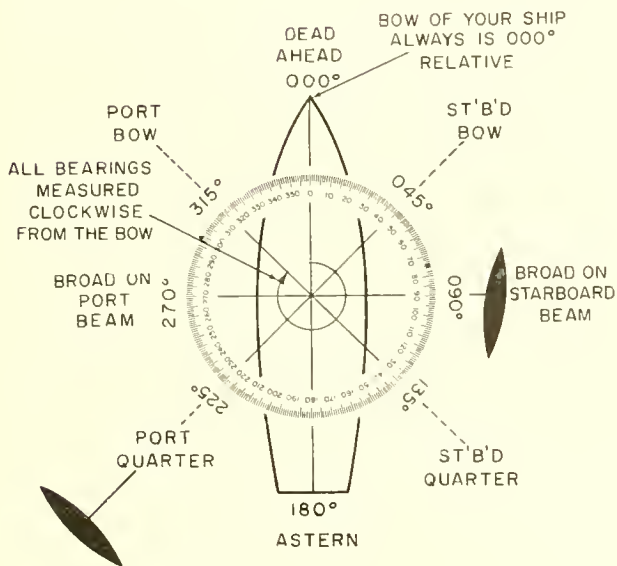 DEAD
AHEAD
000°
BOW OF YOUR SHIP
ALWAYS IS 000°
RELATIVE
PORT
BOW
ST'B'D
BOW
ALL BEARINGS
MEASURED
CLOCKWISE
FROM THE BOW
315°
045°
BROAD ON
PORT
BEAM
270°
090°
BROAD ON
STARBOARD
BEAM
225°
135°
PORT
QUARTER
ST'B'D
QUARTER
180°
ASTERN